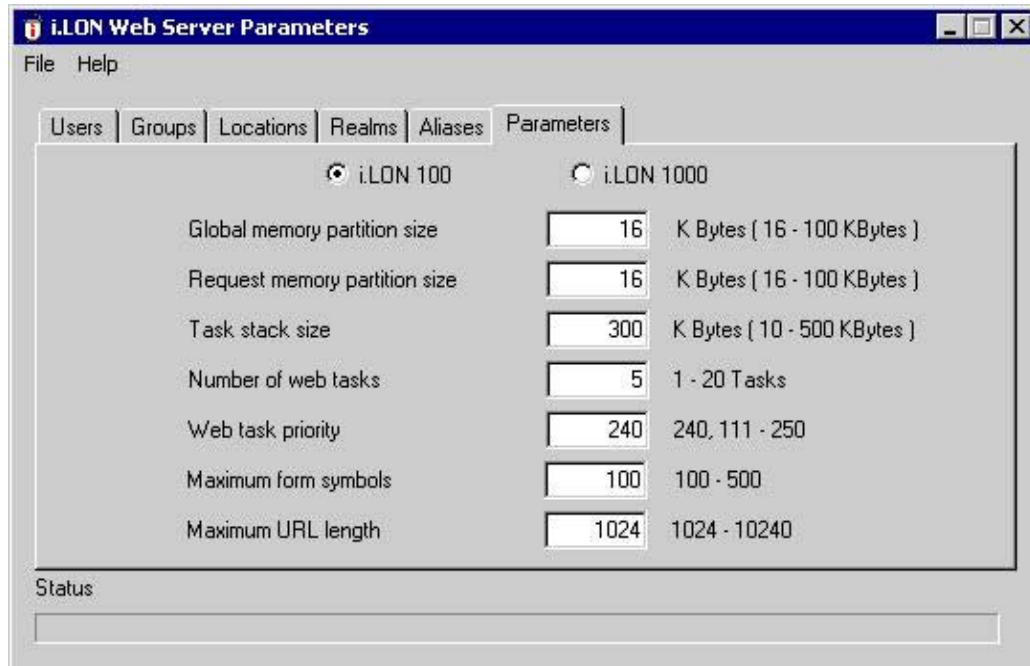 i.LON Web Server Parameters
File Help
Users Groups Locations Realms Aliases Parameters
i.LON 100 i.LON 1000
Global memory partition size 16 K Bytes ( 16 - 100 KBytes )
Request memory partition size 16 K Bytes ( 16 - 100 KBytes )
Task stack size 300 K Bytes ( 10 - 500 KBytes )
Number of web tasks 5 1 - 20 Tasks
Web task priority 240 240, 111 - 250
Maximum form symbols 100 100 - 500
Maximum URL length 1024 1024 - 10240
Status